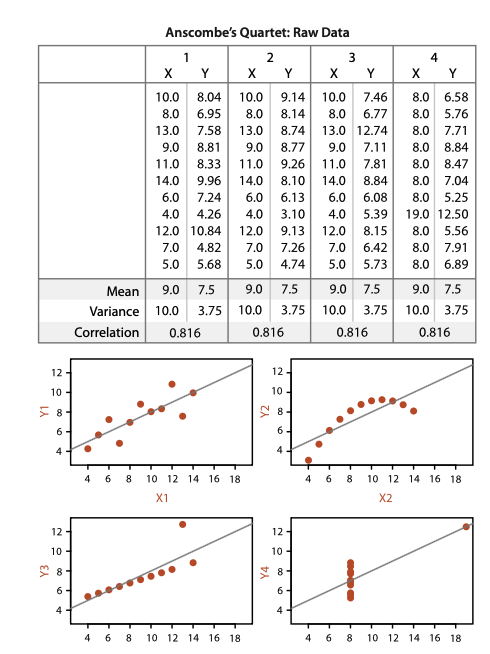 Anscombe’s Quartet: Raw Data
1 2 3 4
X Y X Y X Y X Y
10.0 8.04 10.0 9.14 10.0 7.46 8.0 6.58
8.0 6.95 8.0 8.14 8.0 6.77 8.0 5.76
13.0 7.58 13.0 8.74 13.0 12.74 8.0 7.71
9.0 8.81 9.0 8.77 9.0 7.11 8.0 8.84
11.0 8.33 11.0 9.26 11.0 7.81 8.0 8.47
14.0 9.96 14.0 8.10 14.0 8.84 8.0 7.04
6.0 7.24 6.0 6.13 6.0 6.08 8.0 5.25
4.0 4.26 4.0 3.10 4.0 5.39 19.0 12.50
12.0 10.84 12.0 9.13 12.0 8.15 8.0 5.56
7.0 4.82 7.0 7.26 7.0 6.42 8.0 7.91
5.0 5.68 5.0 4.74 5.0 5.73 8.0 6.89
Mean 9.0 7.5 9.0 7.5 9.0 7.5 9.0 7.5
Variance 10.0 3.75 10.0 3.75 10.0 3.75 10.0 3.75
Correlation 0.816 0.816 0.816 0.816
Y1
12
10
8
6
4
4 6 8 10 12 14 16 18
X1
Y2
12
10
8
6
4
4 6 8 10 12 14 16 18
X2
Y3
12
10
8
6
4
4 6 8 10 12 14 16 18
Y4
12
10
8
6
4
4 6 8 10 12 14 16 18